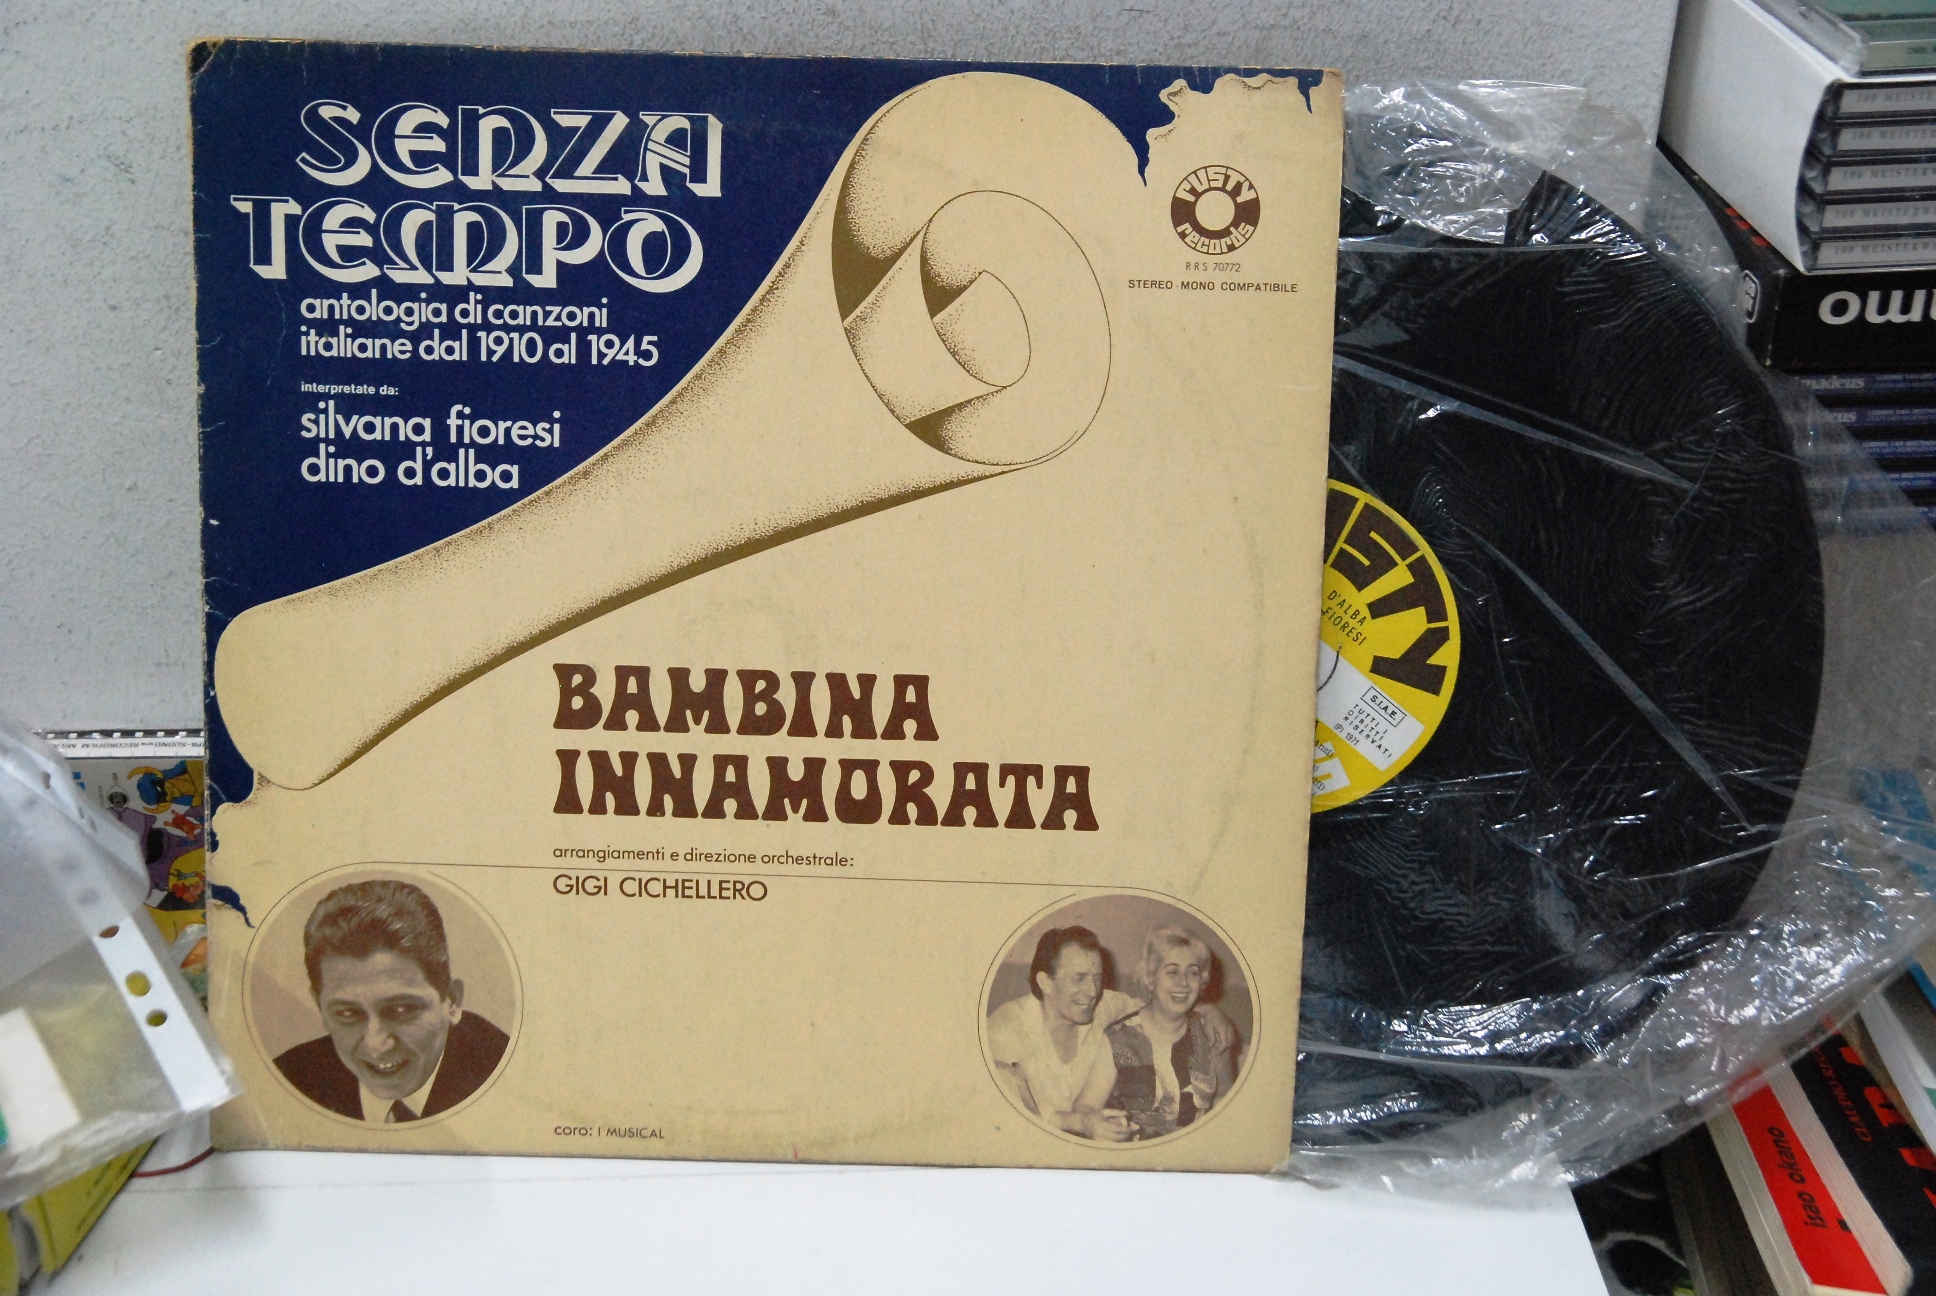 SENZA
TEMPO
antologia di canzoni
italiane dal 1910 al 1945
interpretate da:
silvana fioresi
dino d'alba
rusty
records
RRS 70772
STEREO - MONO COMPATIBILE
BAMBINA
INNAMORATA
arrangiamenti e direzione orchestrale:
GIGI CICHELLERO
coro: I MUSICAL
D'ALBA
FIORESI
S.I.A.E.
TUTTI I
DIRITTI
RISERVATI
(P) 1971
isao okano